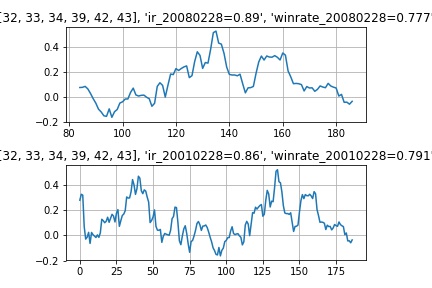 [32, 33, 34, 39, 42, 43], 'ir_20080228=0.89', 'winrate_20080228=0.777'
0.4
0.2
0.0
−0.2
80 100 120 140 160 180
[32, 33, 34, 39, 42, 43], 'ir_20010228=0.86', 'winrate_20010228=0.791'
0.4
0.2
0.0
−0.2
0 25 50 75 100 125 150 175